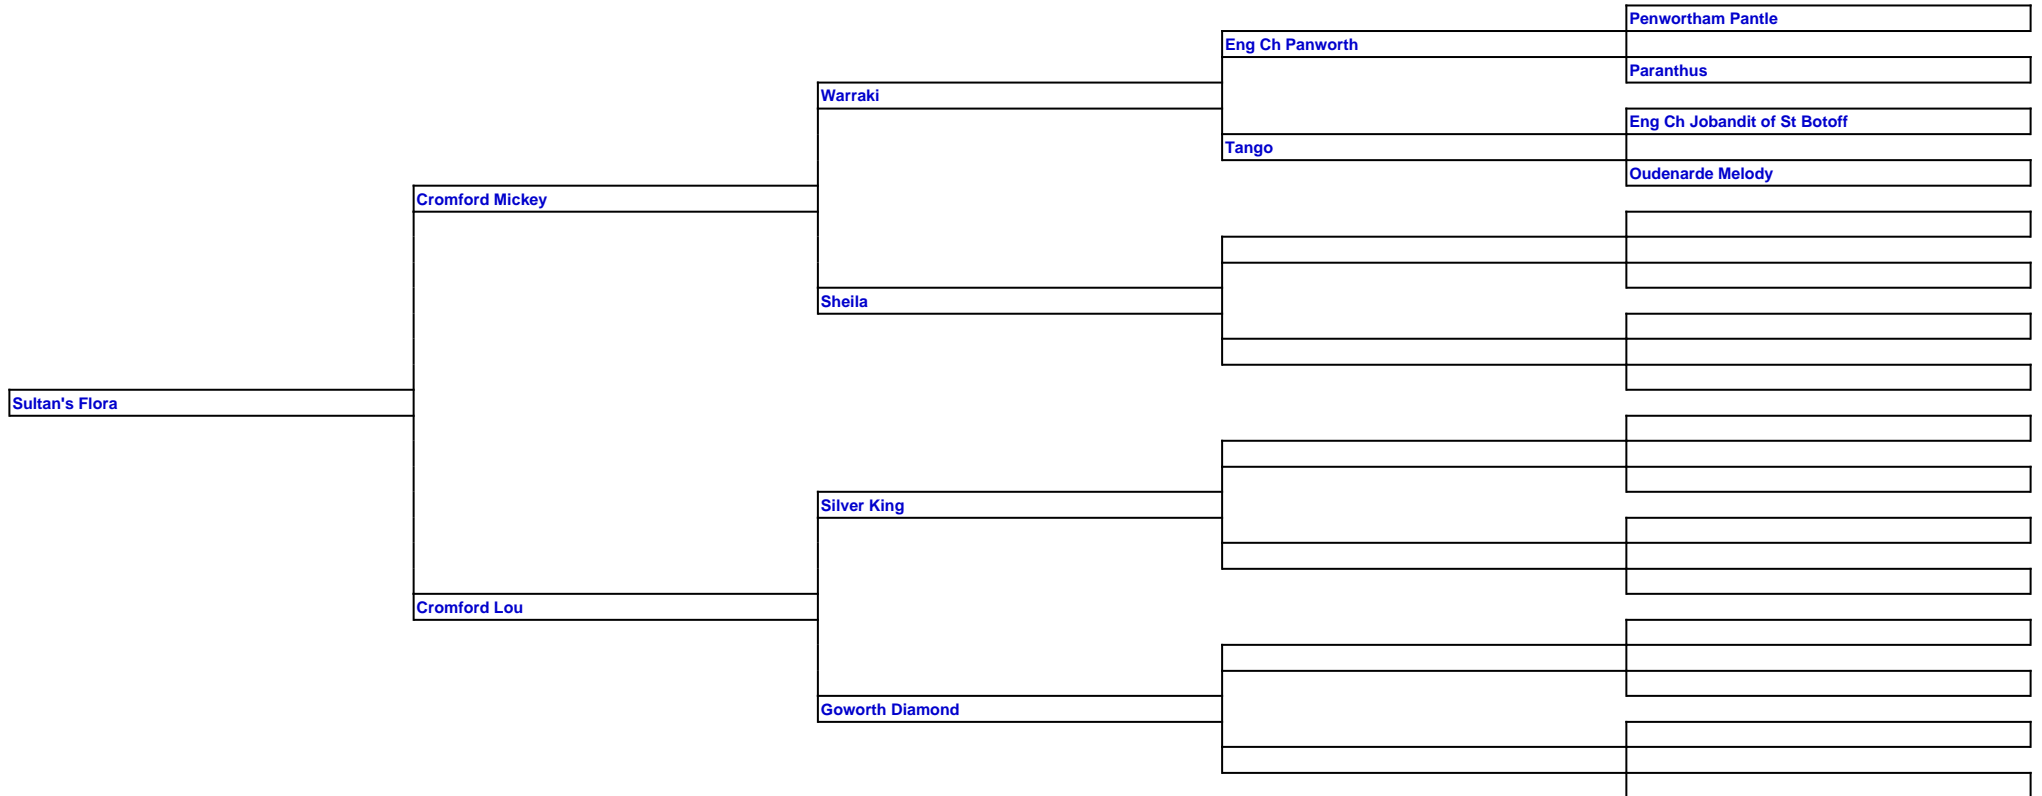 Penwortham Pantle
Eng Ch Panworth
Paranthus
Warraki
Eng Ch Jobandit of St Botoff
Tango
Oudenarde Melody
Cromford Mickey
Sheila
Sultan's Flora
Silver King
Cromford Lou
Goworth Diamond